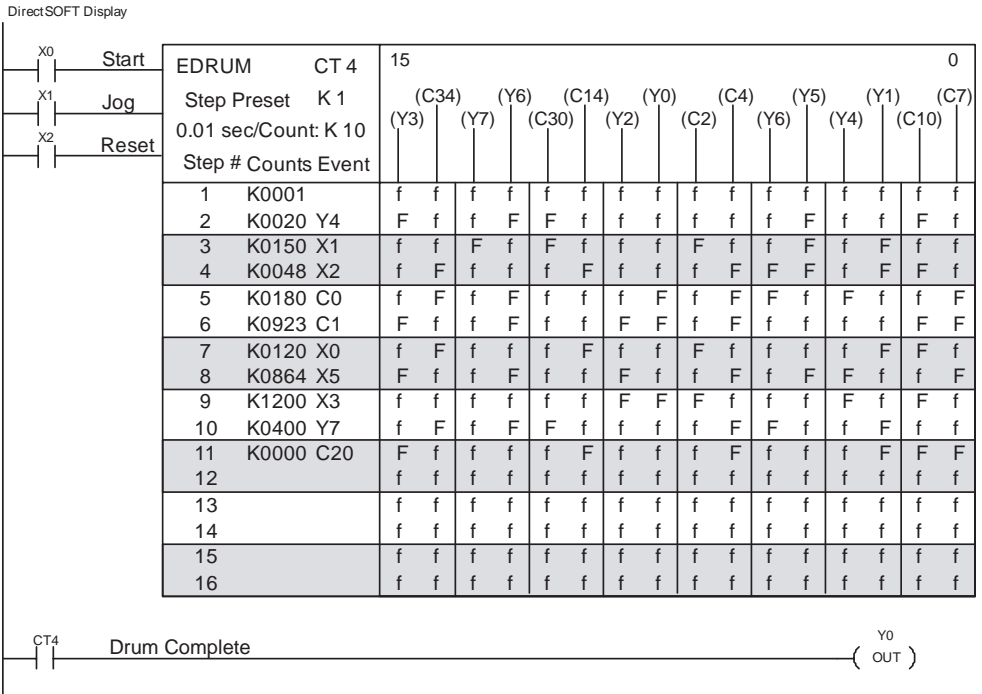 DirectSOFT Display
X0 Start
X1 Jog
X2 Reset
EDRUM CT 4
Step Preset K 1
0.01 sec/Count: K 10
Step # Counts Event
15 0
(C34) (Y6) (C14) (Y0) (C4) (Y5) (Y1) (C7)
(Y3) (Y7) (C30) (Y2) (C2) (Y6) (Y4) (C10)
1 K0001 f f f f f f f f f f f f f f f f
2 K0020 Y4 F f f F F f f f f f f F f f F f
3 K0150 X1 f f F f F f f f F f f F f F f f
4 K0048 X2 f F f f f F f f f F F F f F F f
5 K0180 C0 f F f F f f f F f F F f F f f F
6 K0923 C1 F f f F f f F F f F f f f f F F
7 K0120 X0 f F f f f F f f F f f f f F F f
8 K0864 X5 F f f F f f F f f F f F F f f F
9 K1200 X3 f f f f f f F F F f f f F f F f
10 K0400 Y7 f F f F F f f f f F F f f F f f
11 K0000 C20 F f f f f F f f f F f f f F F F
12 f f f f f f f f f f f f f f f f
13 f f f f f f f f f f f f f f f f
14 f f f f f f f f f f f f f f f f
15 f f f f f f f f f f f f f f f f
16 f f f f f f f f f f f f f f f f
CT4 Drum Complete
Y0
OUT